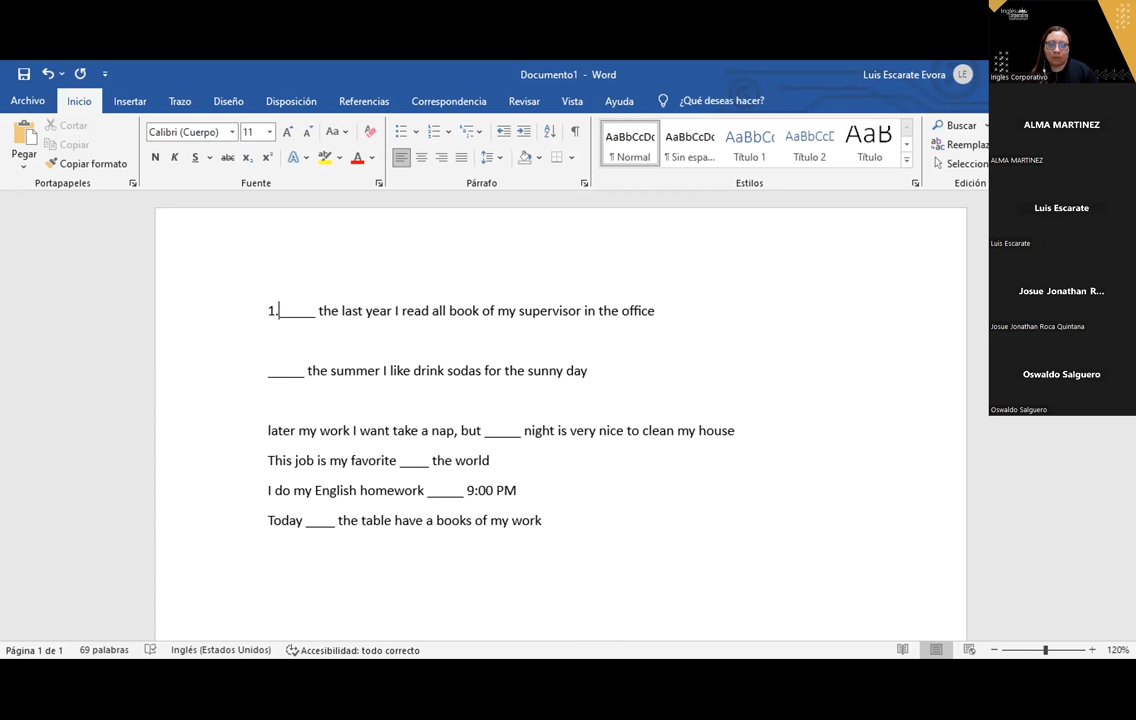 Documento1 - Word
Luis Escarate Evora
LE
Archivo
Inicio
Insertar
Trazo
Diseño
Disposición
Referencias
Correspondencia
Revisar
Vista
Ayuda
¿Qué deseas hacer?
Pegar
Cortar
Copiar
Copiar formato
Portapapeles
Calibri (Cuerpo)
11
Aa
N K S abc x₂ x²
Fuente
Párrafo
AaBbCcDc
¶ Normal
AaBbCcDc
¶ Sin espa...
AaBbCc
Título 1
AaBbCcD
Título 2
AaB
Título
Estilos
Buscar
Reemplaz
Seleccion
Edición
1._____ the last year I read all book of my supervisor in the office
_____ the summer I like drink sodas for the sunny day
later my work I want take a nap, but _____ night is very nice to clean my house
This job is my favorite ____ the world
I do my English homework _____ 9:00 PM
Today ____ the table have a books of my work
Página 1 de 1
69 palabras
Inglés (Estados Unidos)
Accesibilidad: todo correcto
120%
Inglés
Corporativo
Ingles Corporativo
ALMA MARTINEZ
ALMA MARTINEZ
Luis Escarate
Luis Escarate
Josue Jonathan R...
Josue Jonathan Roca Quintana
Oswaldo Salguero
Oswaldo Salguero